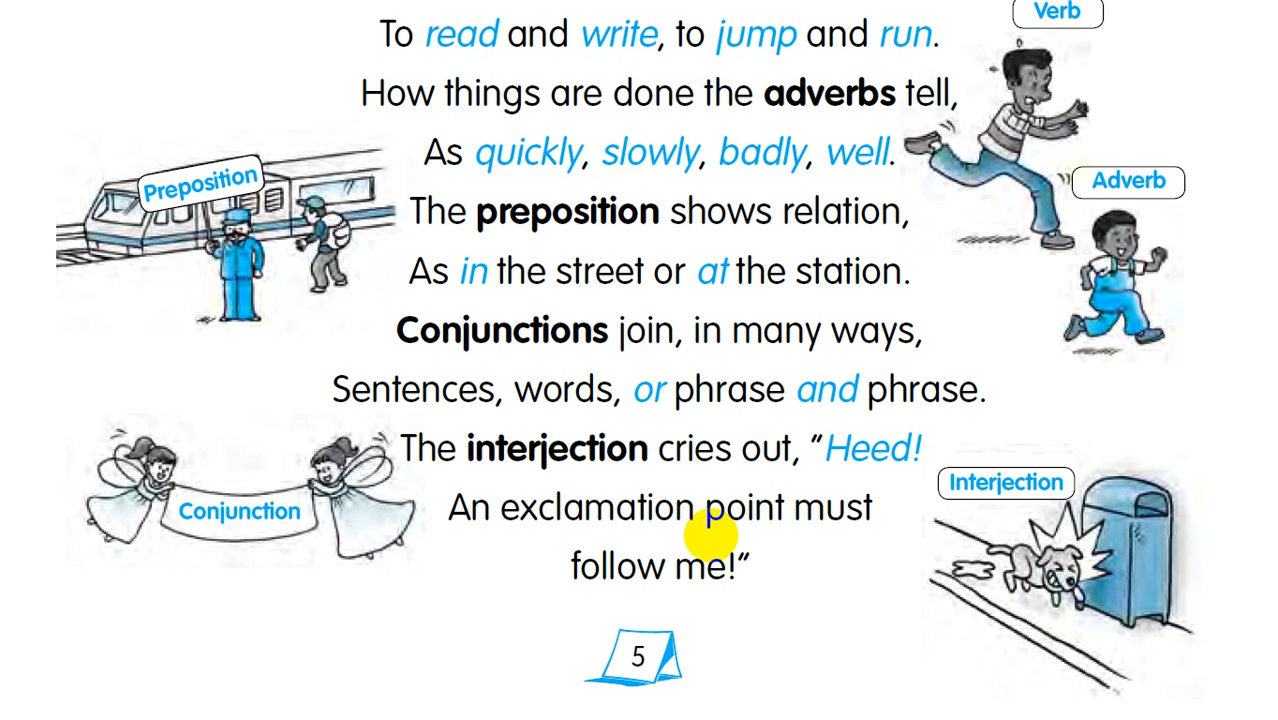 Verb
To read and write, to jump and run.
How things are done the adverbs tell,
As quickly, slowly, badly, well.
Adverb
Preposition
The preposition shows relation,
As in the street or at the station.
Conjunctions join, in many ways,
Sentences, words, or phrase and phrase.
The interjection cries out, “Heed!
Interjection
Conjunction
An exclamation point must
follow me!”
5